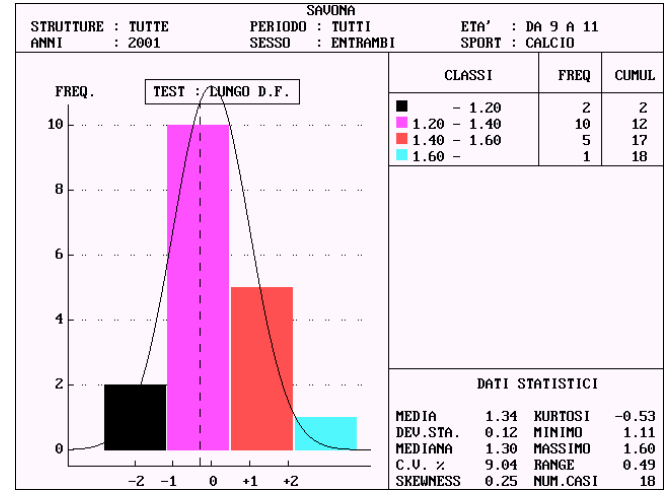 SAVONA
STRUTTURE : TUTTE PERIODO : TUTTI ETA' : DA 9 A 11
ANNI : 2001 SESSO : ENTRAMBI SPORT : CALCIO
CLASSI FREQ CUMUL
- 1.20 2 2
1.20 - 1.40 10 12
1.40 - 1.60 5 17
1.60 - 1 18
FREQ. TEST : LUNGO D.F.
10
8
6
4
2
0
-2 -1 0 +1 +2
DATI STATISTICI
MEDIA 1.34 KURTOSI -0.53
DEV.STA. 0.12 MINIMO 1.11
MEDIANA 1.30 MASSIMO 1.60
C.V. % 9.04 RANGE 0.49
SKEWNESS 0.25 NUM.CASI 18